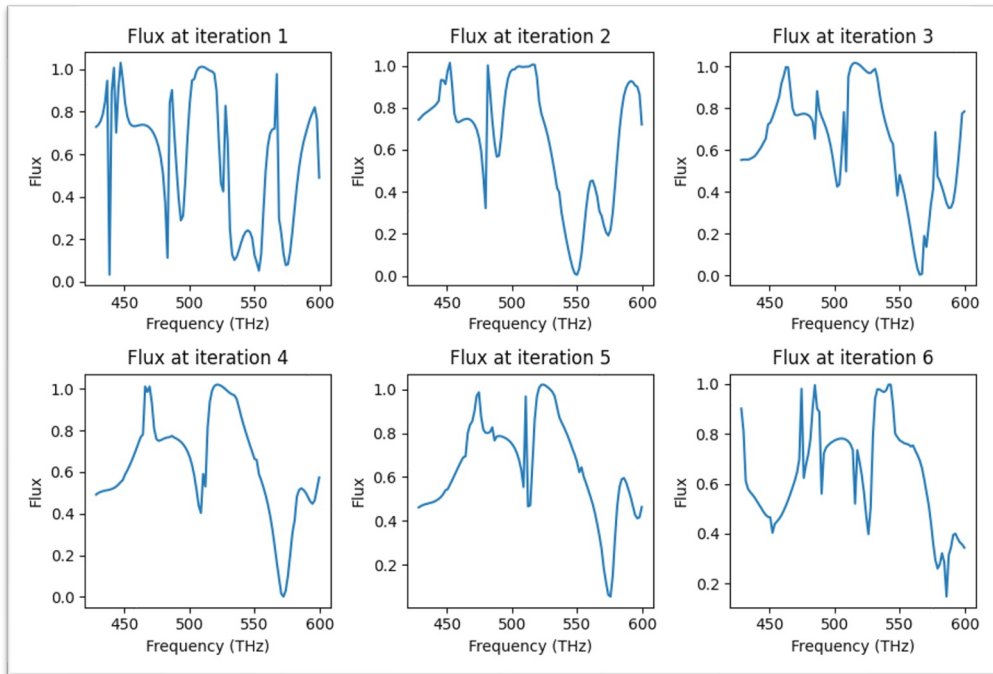 Flux at iteration 1
Flux
1.0
0.8
0.6
0.4
0.2
0.0
450 500 550 600
Frequency (THz)
Flux at iteration 2
Flux
1.0
0.8
0.6
0.4
0.2
0.0
450 500 550 600
Frequency (THz)
Flux at iteration 3
Flux
1.0
0.8
0.6
0.4
0.2
0.0
450 500 550 600
Frequency (THz)
Flux at iteration 4
Flux
1.0
0.8
0.6
0.4
0.2
0.0
450 500 550 600
Frequency (THz)
Flux at iteration 5
Flux
1.0
0.8
0.6
0.4
0.2
450 500 550 600
Frequency (THz)
Flux at iteration 6
Flux
1.0
0.8
0.6
0.4
0.2
450 500 550 600
Frequency (THz)